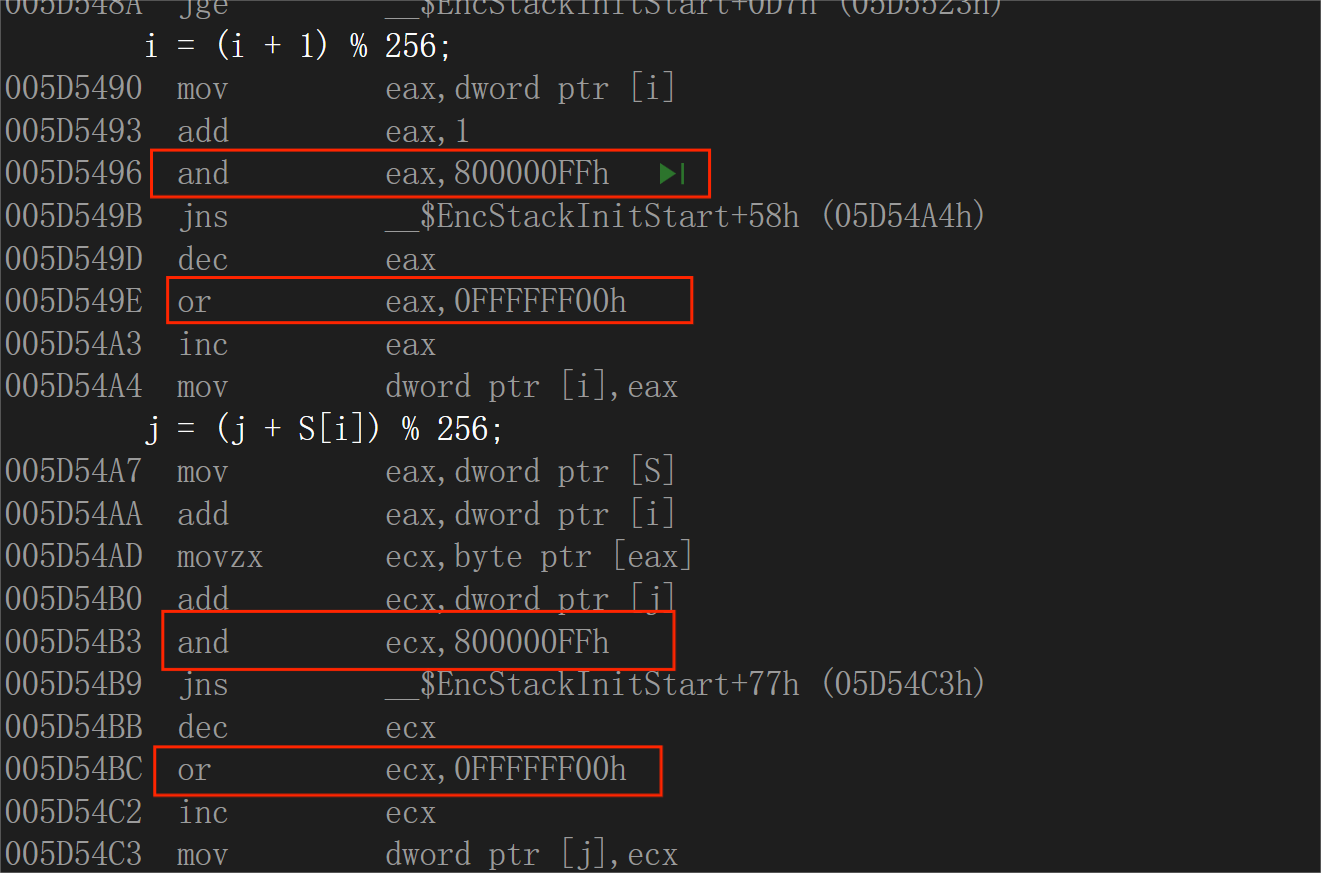 005D548A  jge         __$EncStackInitStart+0D7h (05D5523h)
        i = (i + 1) % 256;
005D5490  mov         eax,dword ptr [i]
005D5493  add         eax,1
005D5496  and         eax,800000FFh
005D549B  jns         __$EncStackInitStart+58h (05D54A4h)
005D549D  dec         eax
005D549E  or          eax,0FFFFFF00h
005D54A3  inc         eax
005D54A4  mov         dword ptr [i],eax
        j = (j + S[i]) % 256;
005D54A7  mov         eax,dword ptr [S]
005D54AA  add         eax,dword ptr [i]
005D54AD  movzx       ecx,byte ptr [eax]
005D54B0  add         ecx,dword ptr [j]
005D54B3  and         ecx,800000FFh
005D54B9  jns         __$EncStackInitStart+77h (05D54C3h)
005D54BB  dec         ecx
005D54BC  or          ecx,0FFFFFF00h
005D54C2  inc         ecx
005D54C3  mov         dword ptr [j],ecx